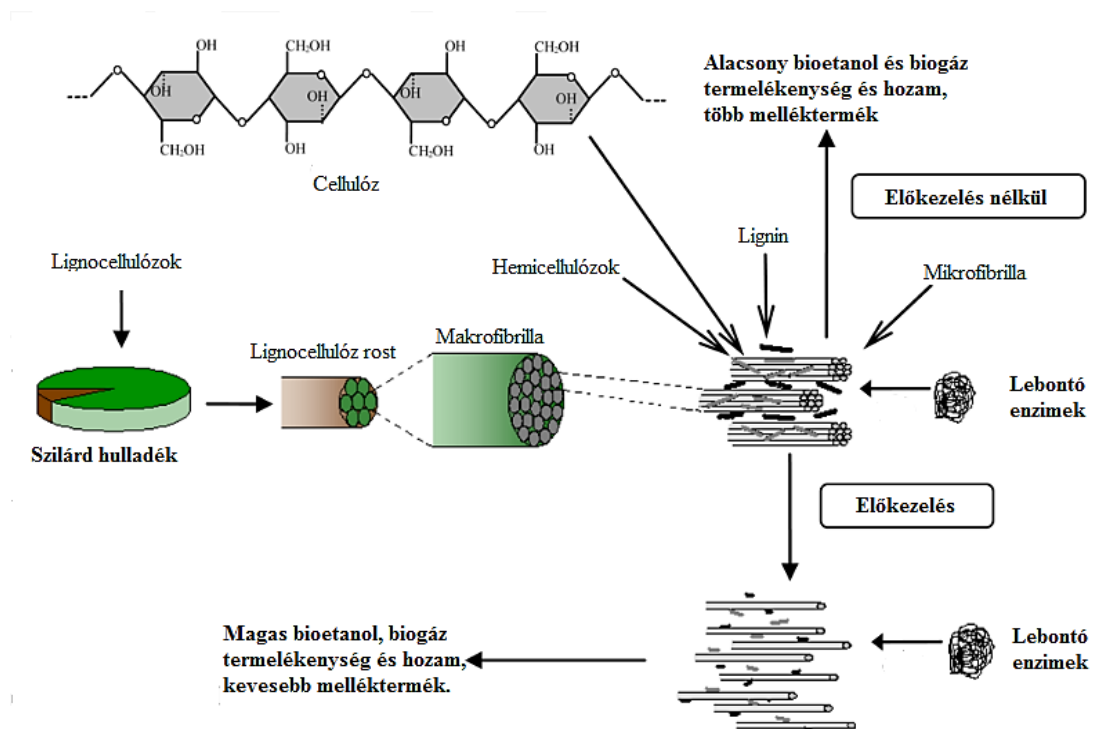 OH
CH₂OH
OH
CH₂OH
O
OH
O
O
OH
O
OH
O
O
OH
O
O
O
O
CH₂OH
OH
CH₂OH
OH
Cellulóz
Alacsony bioetanol és biogáz
termelékenység és hozam,
több melléktermék
Előkezelés nélkül
Lignin
Lignocellulózok
Hemicellulózok
Mikrofibrilla
Lignocellulóz rost
Makrofibrilla
Lebontó
enzimek
Szilárd hulladék
Előkezelés
Magas bioetanol, biogáz
termelékenység és hozam,
kevesebb melléktermék.
Lebontó
enzimek